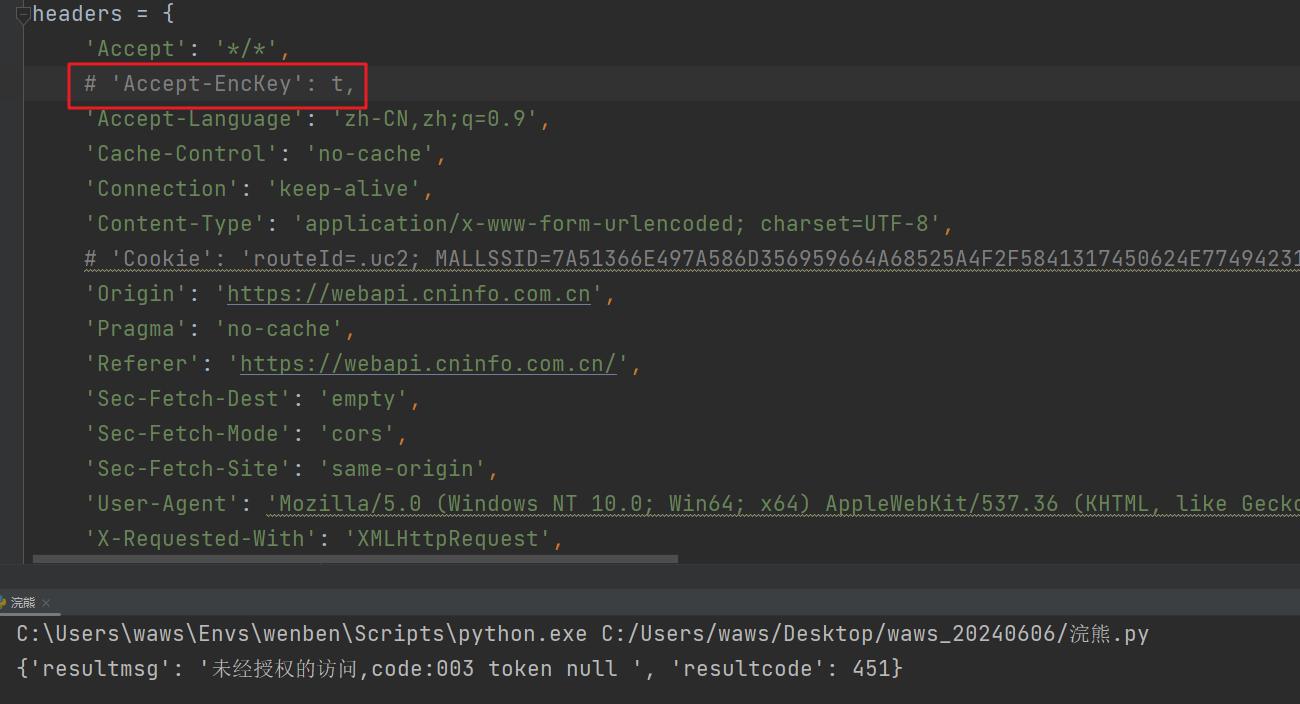 headers = {
'Accept': '*/*',
# 'Accept-EncKey': t,
'Accept-Language': 'zh-CN,zh;q=0.9',
'Cache-Control': 'no-cache',
'Connection': 'keep-alive',
'Content-Type': 'application/x-www-form-urlencoded; charset=UTF-8',
# 'Cookie': 'routeId=.uc2; MALLSSID=7A51366E497A586D356959664A68525A4F2F5841317450624E77494231
'Origin': 'https://webapi.cninfo.com.cn',
'Pragma': 'no-cache',
'Referer': 'https://webapi.cninfo.com.cn/',
'Sec-Fetch-Dest': 'empty',
'Sec-Fetch-Mode': 'cors',
'Sec-Fetch-Site': 'same-origin',
'User-Agent': 'Mozilla/5.0 (Windows NT 10.0; Win64; x64) AppleWebKit/537.36 (KHTML, like Gecko
'X-Requested-With': 'XMLHttpRequest',
浣熊
C:\Users\waws\Envs\wenben\Scripts\python.exe C:/Users/waws/Desktop/waws_20240606/浣熊.py
{'resultmsg': '未经授权的访问,code:003 token null ', 'resultcode': 451}